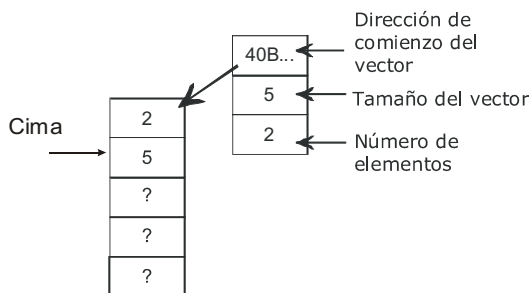 Dirección de
comienzo del
vector
40B...
5
Tamaño del vector
2
Número de
elementos
Cima
2
5
?
?
?